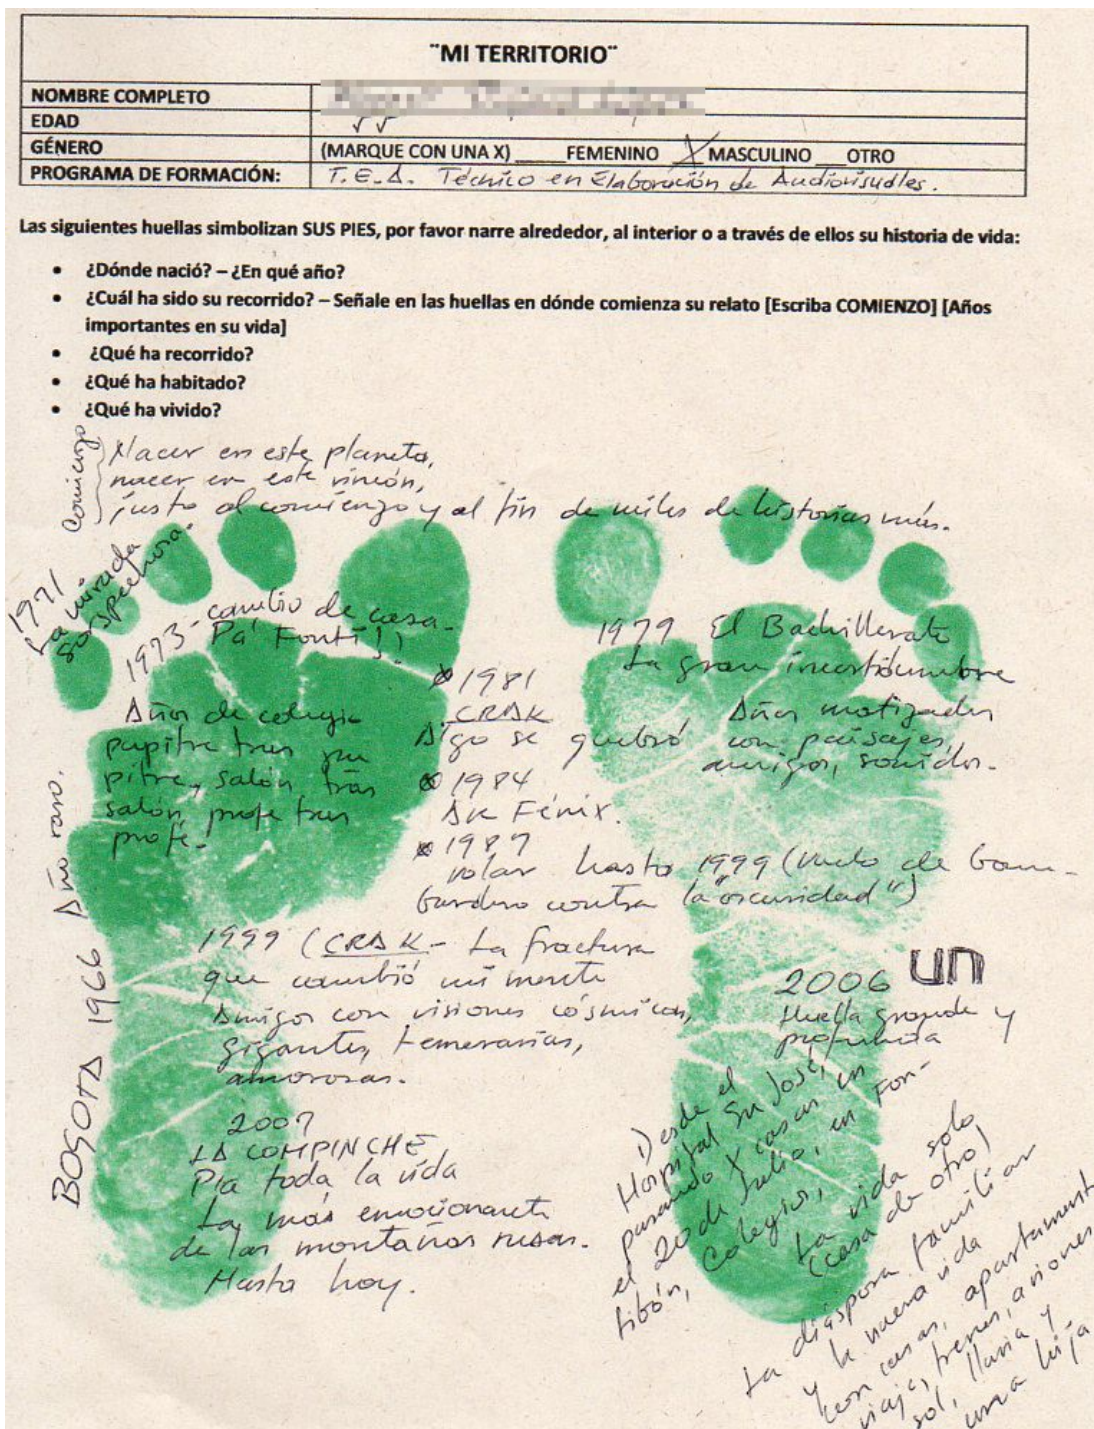 ¨MI TERRITORIO¨
NOMBRE COMPLETO
EDAD 55
GÉNERO (MARQUE CON UNA X) _____FEMENINO X MASCULINO ___OTRO
PROGRAMA DE FORMACIÓN: T.E.A. Técnico en Elaboración de Audiovisuales.
Las siguientes huellas simbolizan SUS PIES, por favor narre alrededor, al interior o a través de ellos su historia de vida:
• ¿Dónde nació? – ¿En qué año?
• ¿Cuál ha sido su recorrido? – Señale en las huellas en dónde comienza su relato [Escriba COMIENZO] [Años
importantes en su vida]
• ¿Qué ha recorrido?
• ¿Qué ha habitado?
• ¿Qué ha vivido?
Comienzo
Nacer en este planeta,
nacer en este rincón,
justo al comienzo y al fin de miles de historias más.
BOGOTA 1966 Año raro.
1971
La mirada
sospechosa.
1973 - cambio de casa.
Pa' Fonti!!
Años de colegio
pupitre tras pu
pitre, salón tras
salón, profe tras
profe.
1979 El Bachillerato
La gran incertidumbre
Años matizados
con paisajes,
amigos, sonidos.
1981
CRAK
Algo se quebró
1984
Ave Fénix.
1987
volar hasta 1999 (vuelo de bom-
bardero contra la "oscuridad")
1999 (CRAK - La fractura
que cambió mi mente
Amigos con visiones cósmicas,
gigantes, temerarias,
amorosas.
2006 UN
Huella grande y
profunda
2007
LA COMPINCHE
Pa toda la vida
La más emocionante
de las montañas rusas.
Hasta hoy.
Desde el
Hospital San José,
pasando X casas en
el 20 de Julio, en Fon-
tibón, Colegios,
La vida solo
(casa de otro)
La diáspora familiar
y la nueva vida
con casas, apartament
viaje, trenes, aviones
sol, lluvia y
una hija